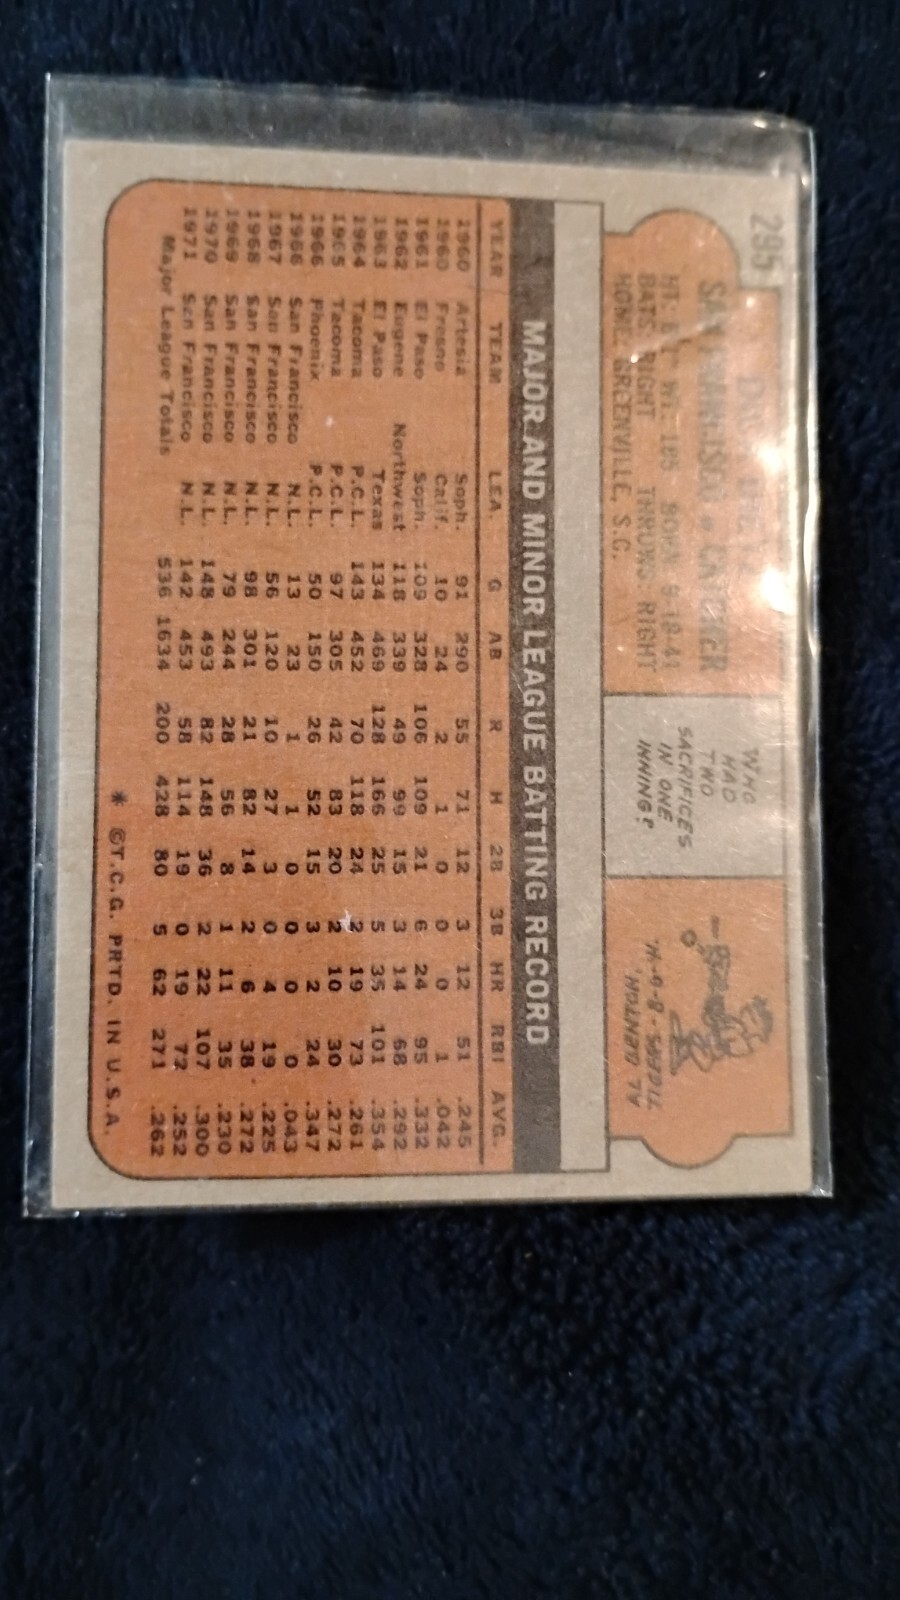 295
SAN FRANCISCO - CATCHER
HT: 6'1" WT: 185 BORN 9-19-41
BATS: RIGHT THROWS: RIGHT
HOME: GREENVILLE, S.C.
WHO
HAD
TWO
SACRIFICES
IN ONE
INNING?
AL BENTON,
TIGERS - 8-6-'41.
MAJOR AND MINOR LEAGUE BATTING RECORD
YEAR TEAM LEA. G AB R H 2B 3B HR RBI AVG.
1960 Artesia Soph. 91 290 55 71 12 3 12 51 .245
1960 Fresno Calif. 10 24 2 1 0 0 0 1 .042
1961 El Paso Soph. 109 328 106 109 21 6 24 95 .332
1962 Eugene Northwest 118 339 49 99 15 3 14 68 .292
1963 El Paso Texas 134 469 128 166 25 5 35 101 .354
1964 Tacoma P.C.L. 143 452 70 118 24 2 19 73 .261
1965 Tacoma P.C.L. 97 305 42 83 20 2 10 30 .272
1966 Phoenix P.C.L. 50 150 26 52 15 3 2 24 .347
1966 San Francisco N.L. 13 23 1 1 0 0 0 0 .043
1967 San Francisco N.L. 56 120 10 27 3 0 4 19 .225
1968 San Francisco N.L. 98 301 21 82 14 2 6 38 .272
1969 San Francisco N.L. 79 244 28 56 8 1 11 35 .230
1970 San Francisco N.L. 148 493 82 148 36 2 22 107 .300
1971 San Francisco N.L. 142 453 58 114 19 0 19 72 .252
Major League Totals 536 1634 200 428 80 5 62 271 .262
* ©T.C.G. PRTD. IN U.S.A.